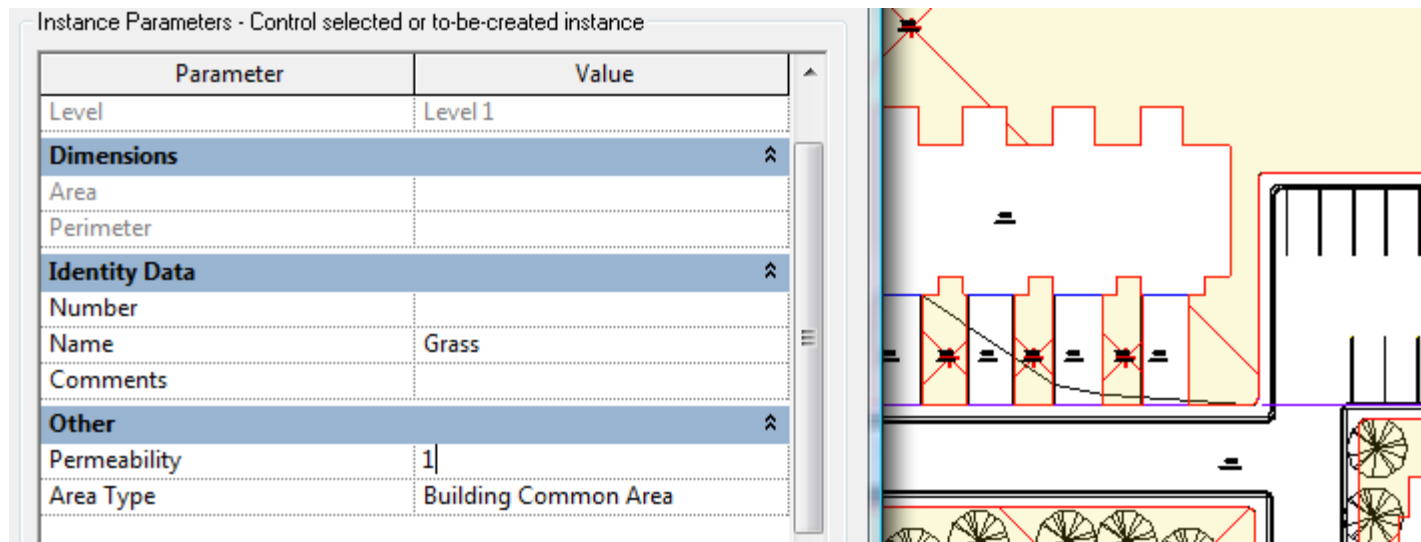 Instance Parameters - Control selected or to-be-created instance
Parameter Value
Level Level 1
Dimensions
Area
Perimeter
Identity Data
Number
Name Grass
Comments
Other
Permeability 1
Area Type Building Common Area